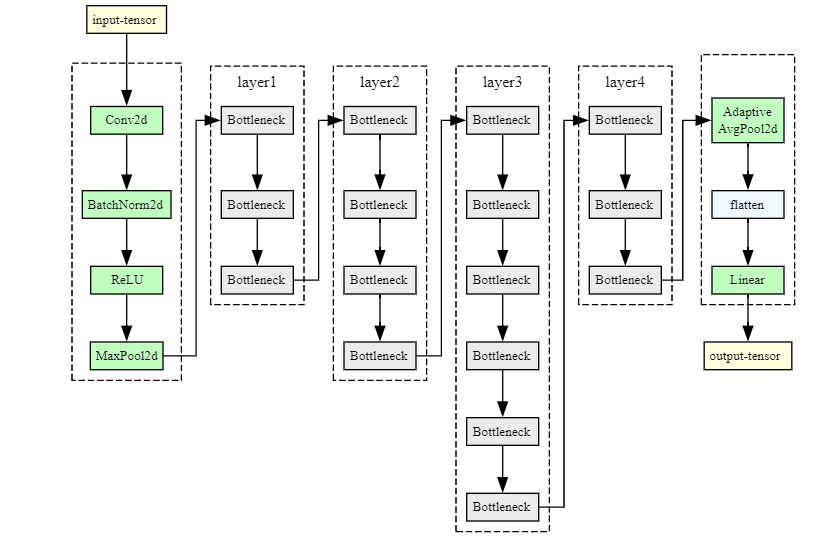 input-tensor
Conv2d
BatchNorm2d
ReLU
MaxPool2d
layer1
Bottleneck
Bottleneck
Bottleneck
layer2
Bottleneck
Bottleneck
Bottleneck
Bottleneck
layer3
Bottleneck
Bottleneck
Bottleneck
Bottleneck
Bottleneck
Bottleneck
layer4
Bottleneck
Bottleneck
Bottleneck
Adaptive
AvgPool2d
flatten
Linear
output-tensor